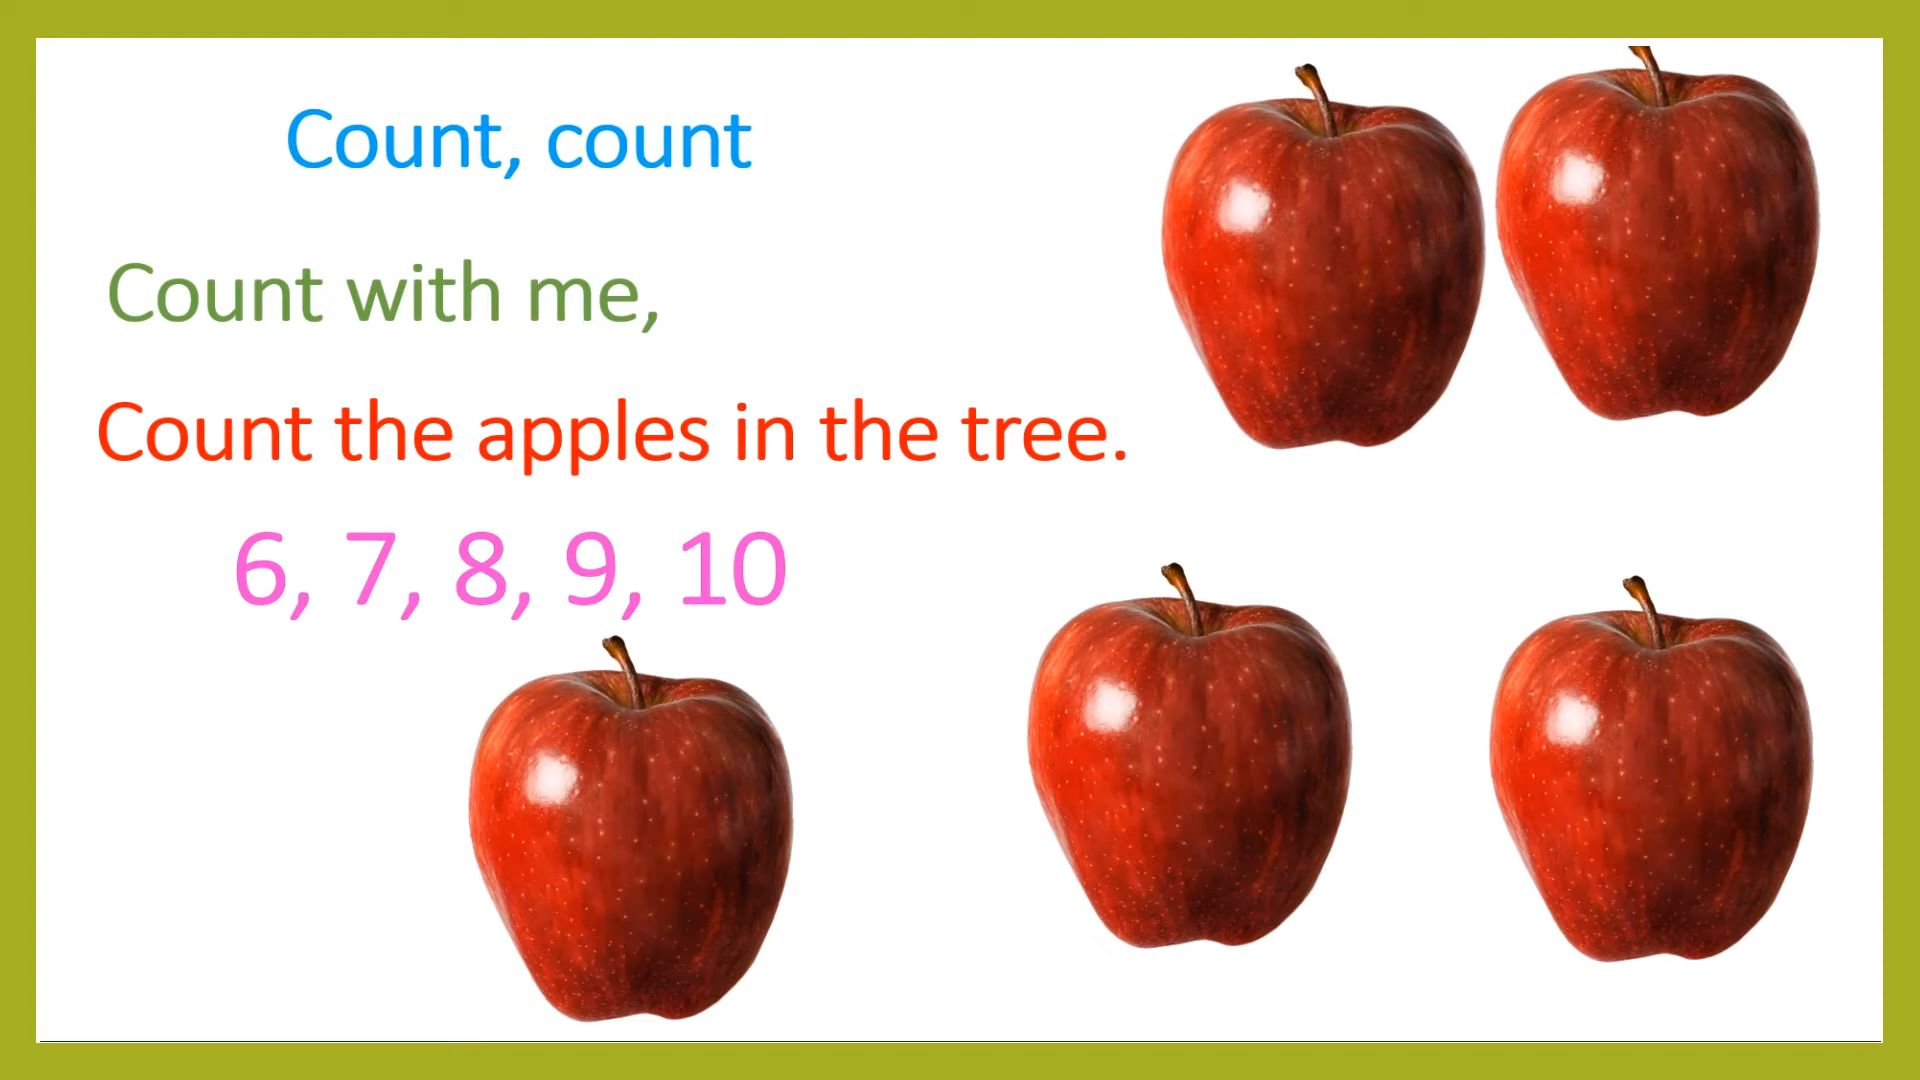 Count, count
Count with me,
Count the apples in the tree.
6, 7, 8, 9, 10